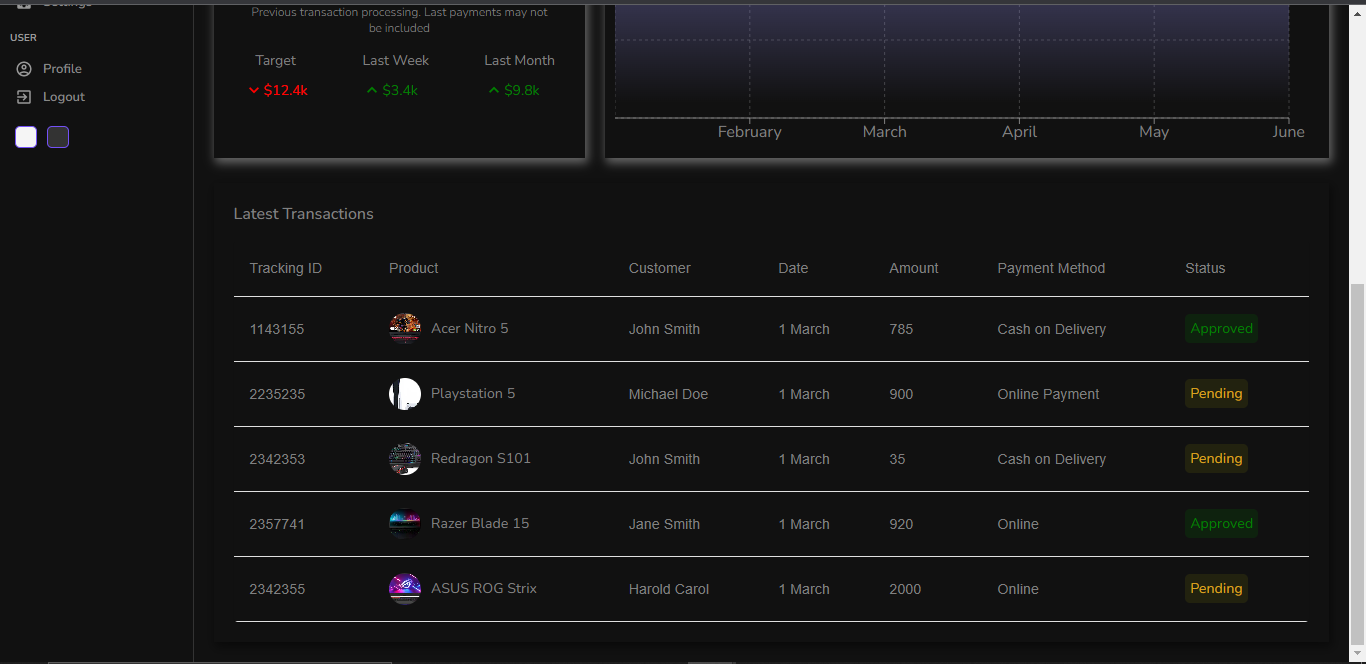 Settings
USER
Profile
Logout
Previous transaction processing. Last payments may not
be included
Target Last Week Last Month
$12.4k $3.4k $9.8k
February March April May June
Latest Transactions
Tracking ID Product Customer Date Amount Payment Method Status
1143155 Acer Nitro 5 John Smith 1 March 785 Cash on Delivery Approved
2235235 Playstation 5 Michael Doe 1 March 900 Online Payment Pending
2342353 Redragon S101 John Smith 1 March 35 Cash on Delivery Pending
2357741 Razer Blade 15 Jane Smith 1 March 920 Online Approved
2342355 ASUS ROG Strix Harold Carol 1 March 2000 Online Pending